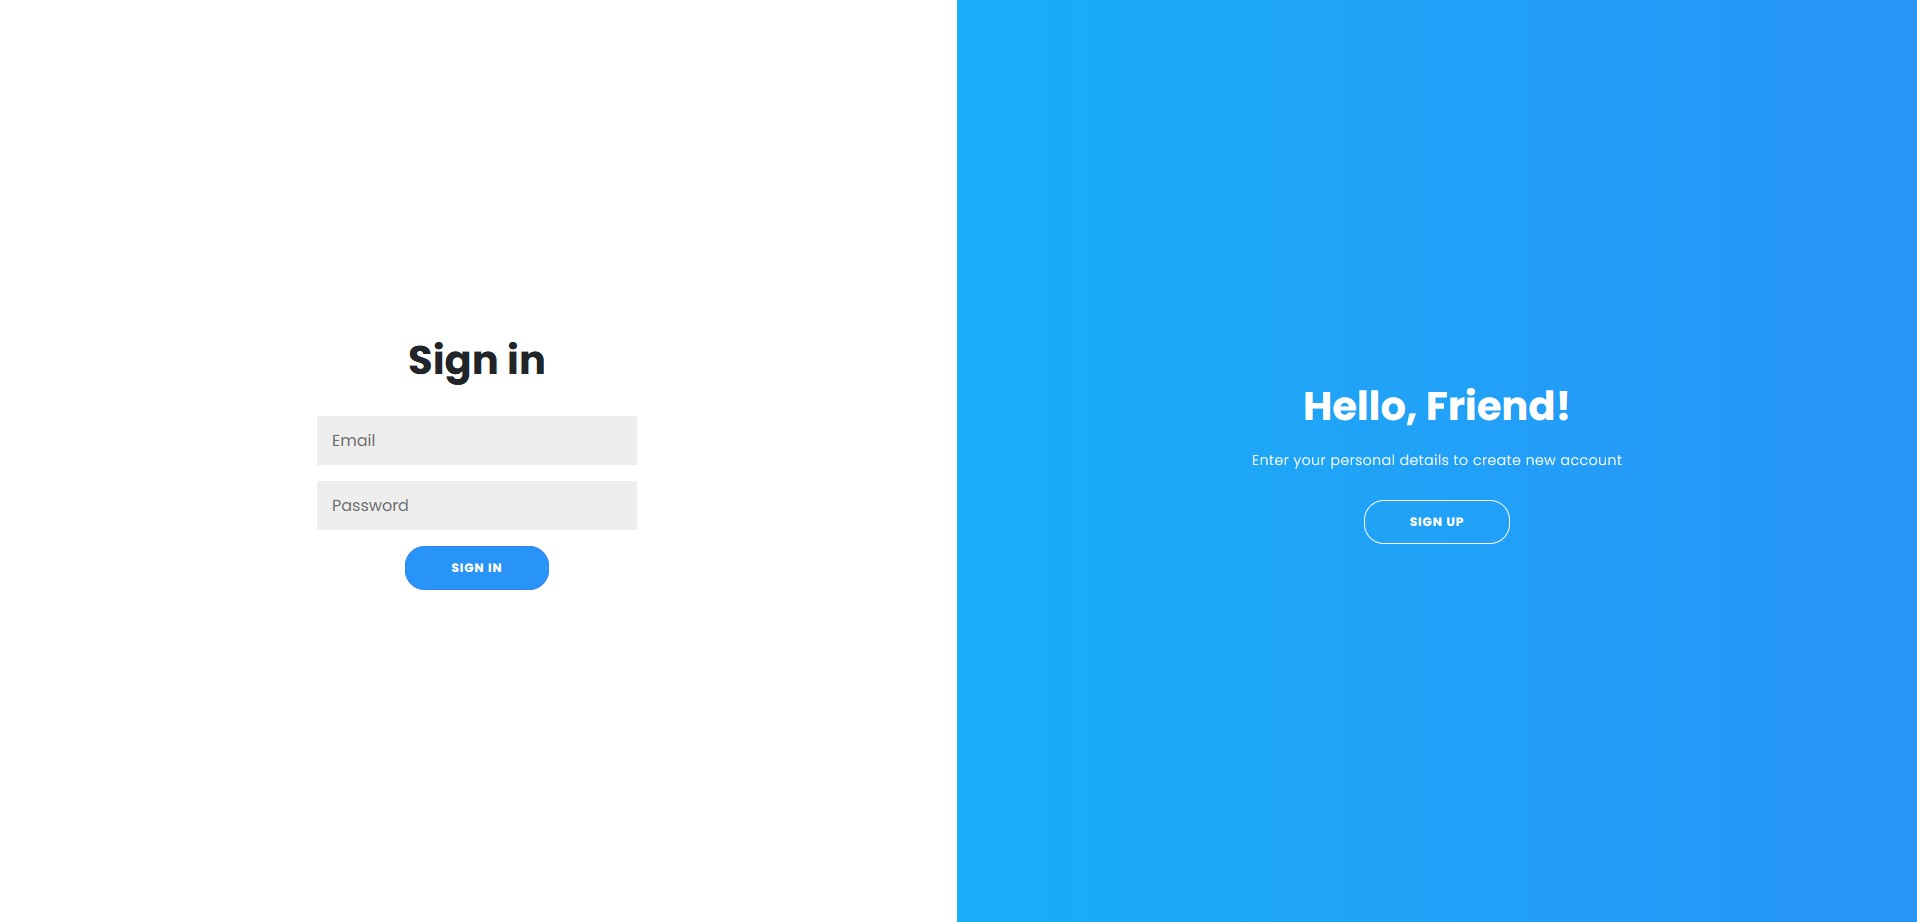 Sign in
Email
Password
SIGN IN
Hello, Friend!
Enter your personal details to create new account
SIGN UP